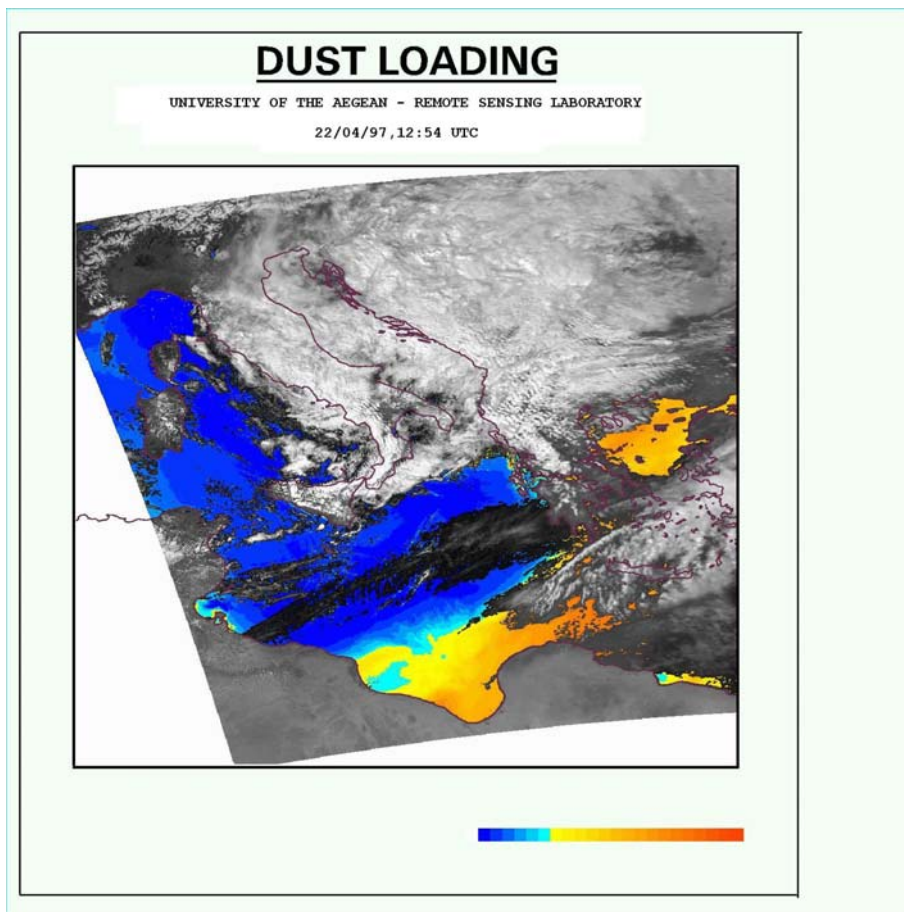 DUST LOADING
UNIVERSITY OF THE AEGEAN - REMOTE SENSING LABORATORY
22/04/97,12:54 UTC